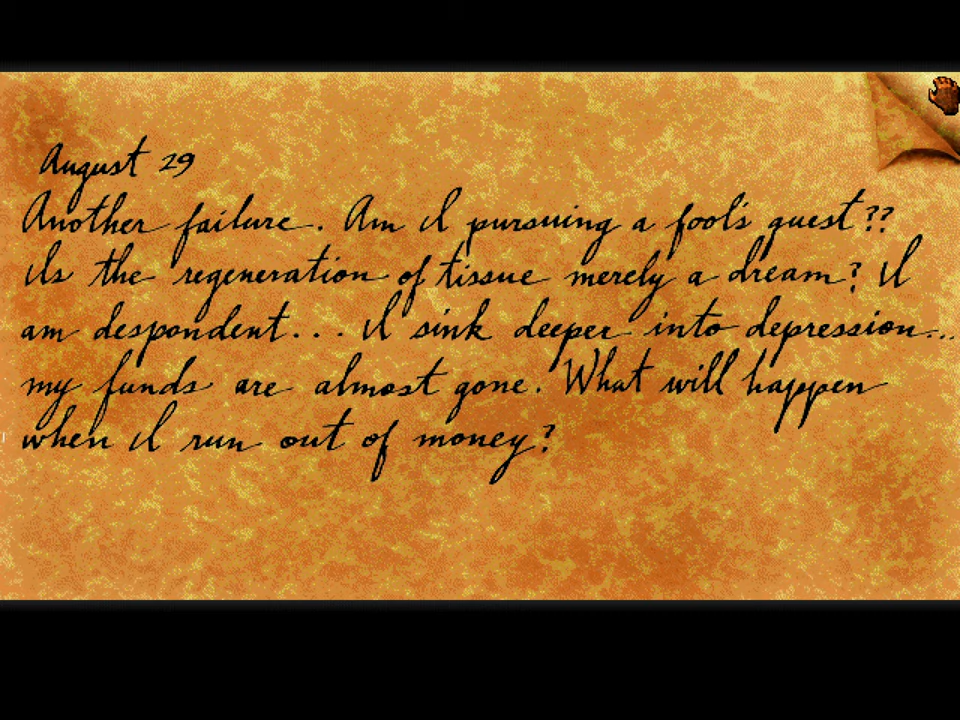 August 29
Another failure. Am I pursuing a fool's quest??
Is the regeneration of tissue merely a dream? I
am despondent... I sink deeper into depression...
my funds are almost gone. What will happen
when I run out of money?